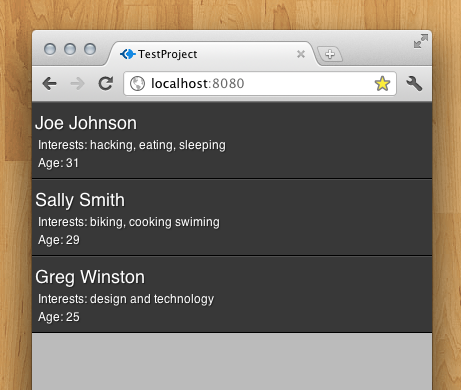 TestProject
localhost:8080
Joe Johnson
Interests: hacking, eating, sleeping
Age: 31
Sally Smith
Interests: biking, cooking swiming
Age: 29
Greg Winston
Interests: design and technology
Age: 25